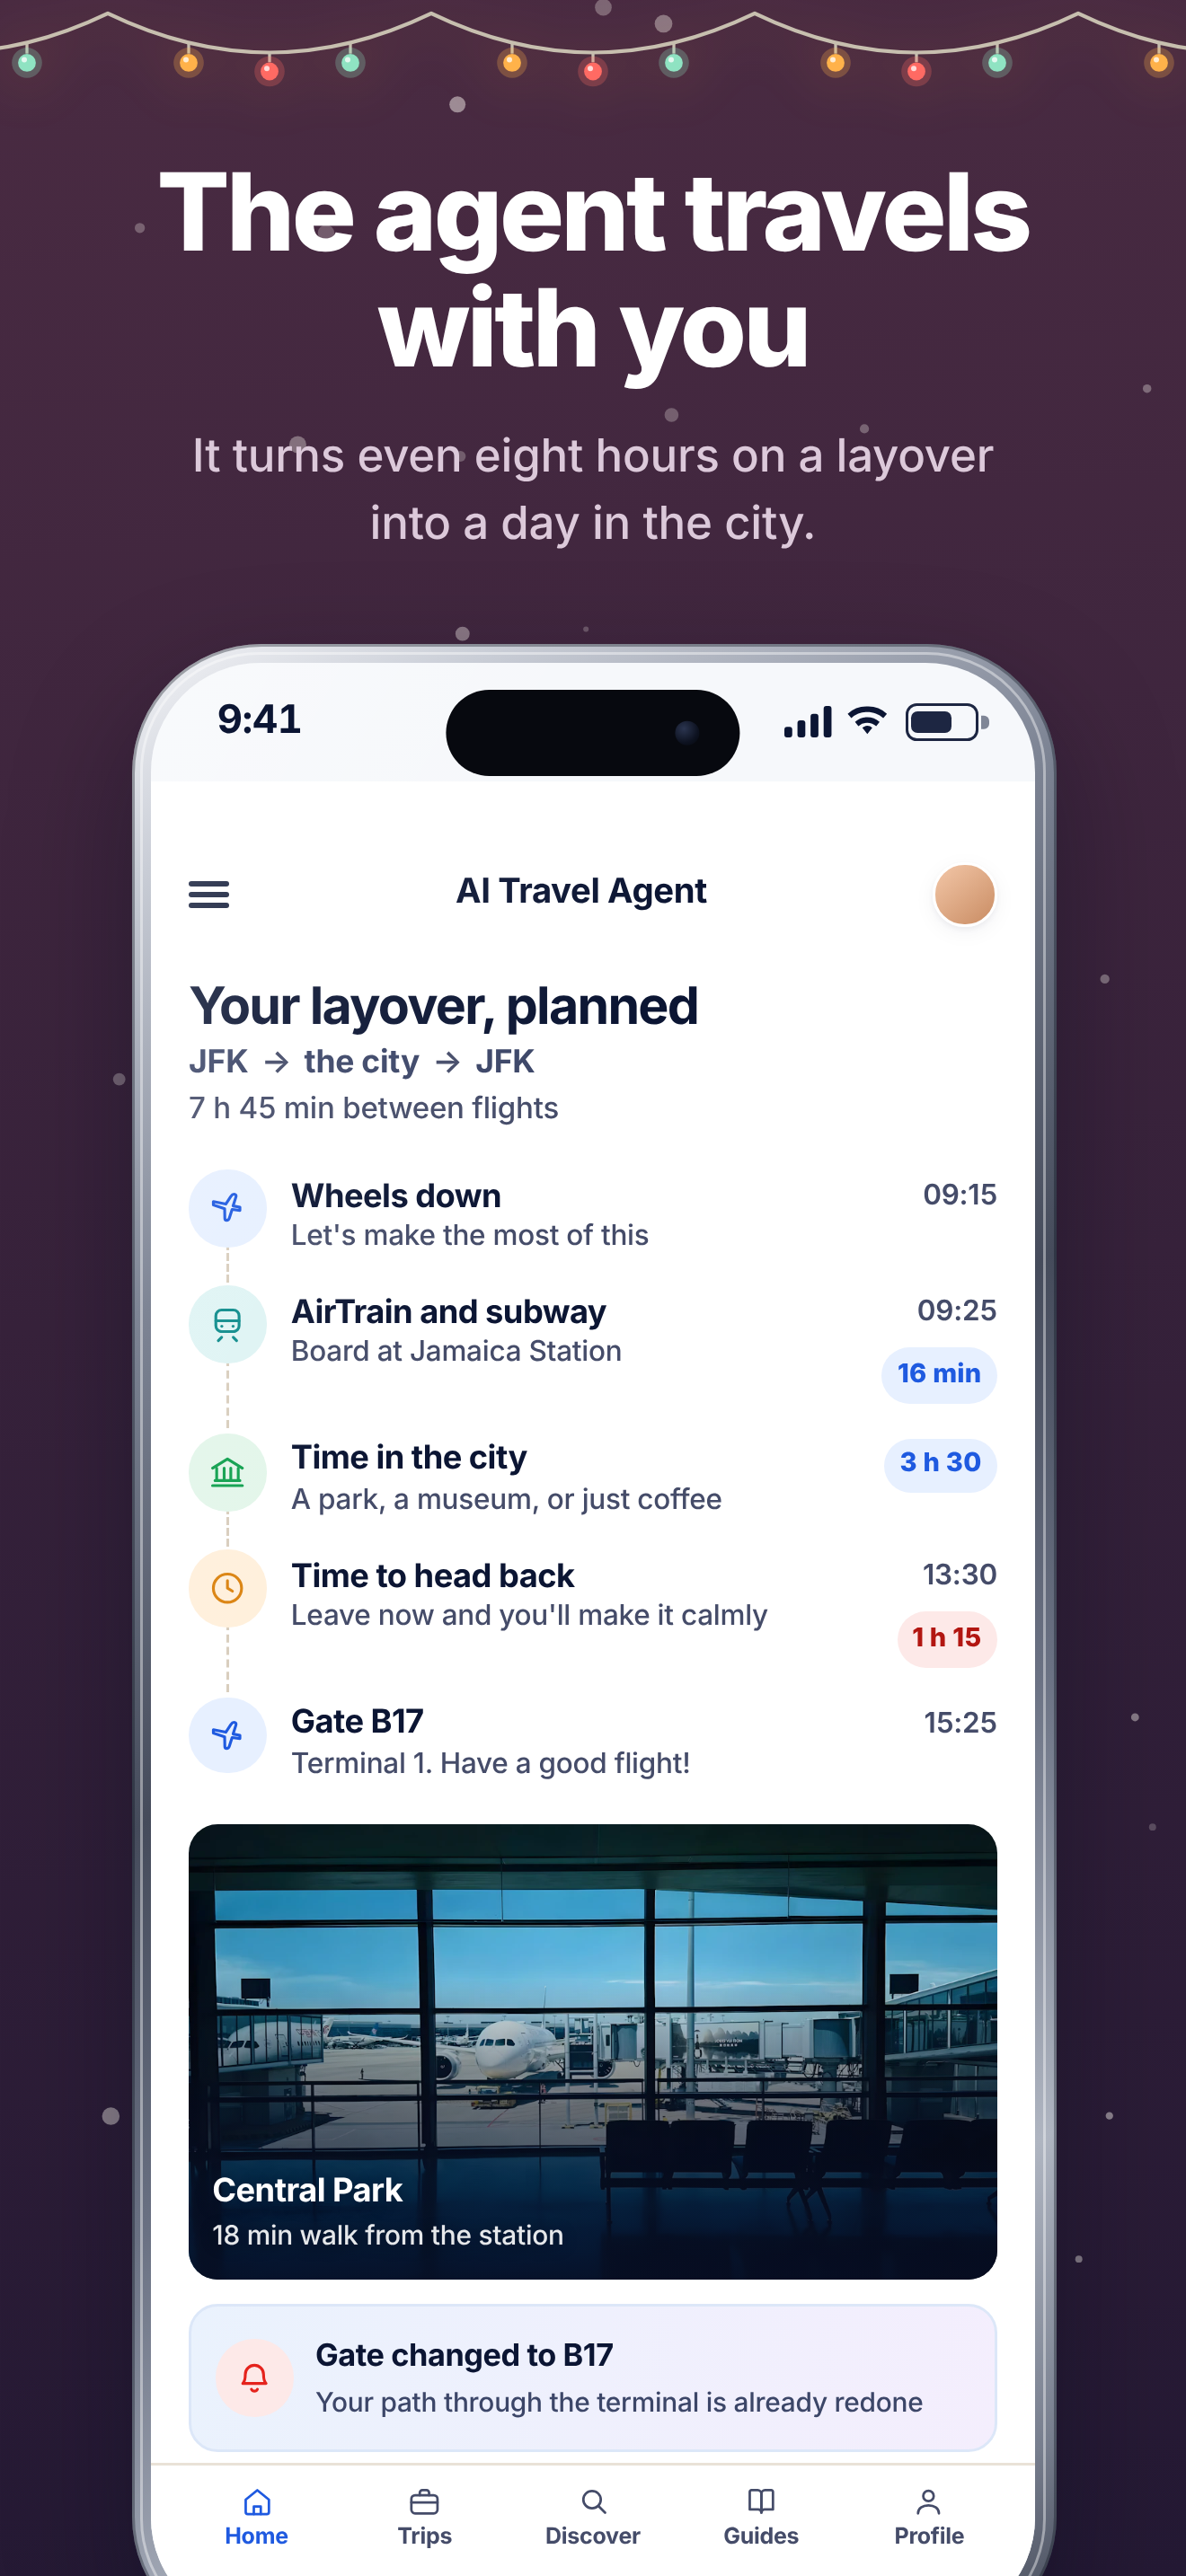 The agent travels
with you
It turns even eight hours on a layover
into a day in the city.
9:41
AI Travel Agent
Your layover, planned
JFK → the city → JFK
7 h 45 min between flights
Wheels down
09:15
Let's make the most of this
AirTrain and subway
09:25
Board at Jamaica Station
16 min
Time in the city
3 h 30
A park, a museum, or just coffee
Time to head back
13:30
Leave now and you'll make it calmly
1 h 15
Gate B17
15:25
Terminal 1. Have a good flight!
Central Park
18 min walk from the station
Gate changed to B17
Your path through the terminal is already redone
Home
Trips
Discover
Guides
Profile